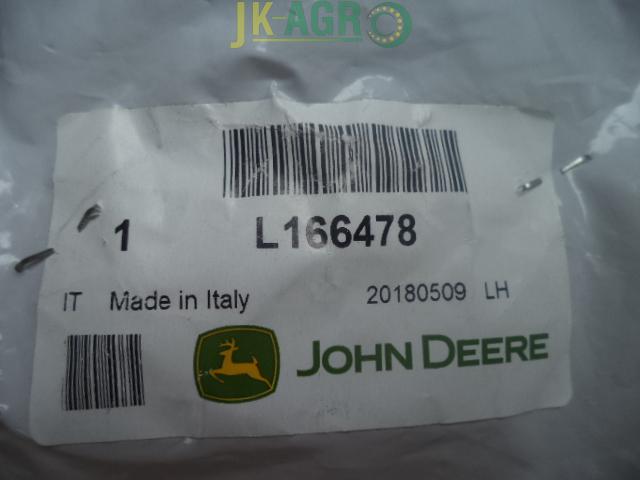 JK-AGRO
1 L166478
IT Made in Italy 20180509 LH
JOHN DEERE